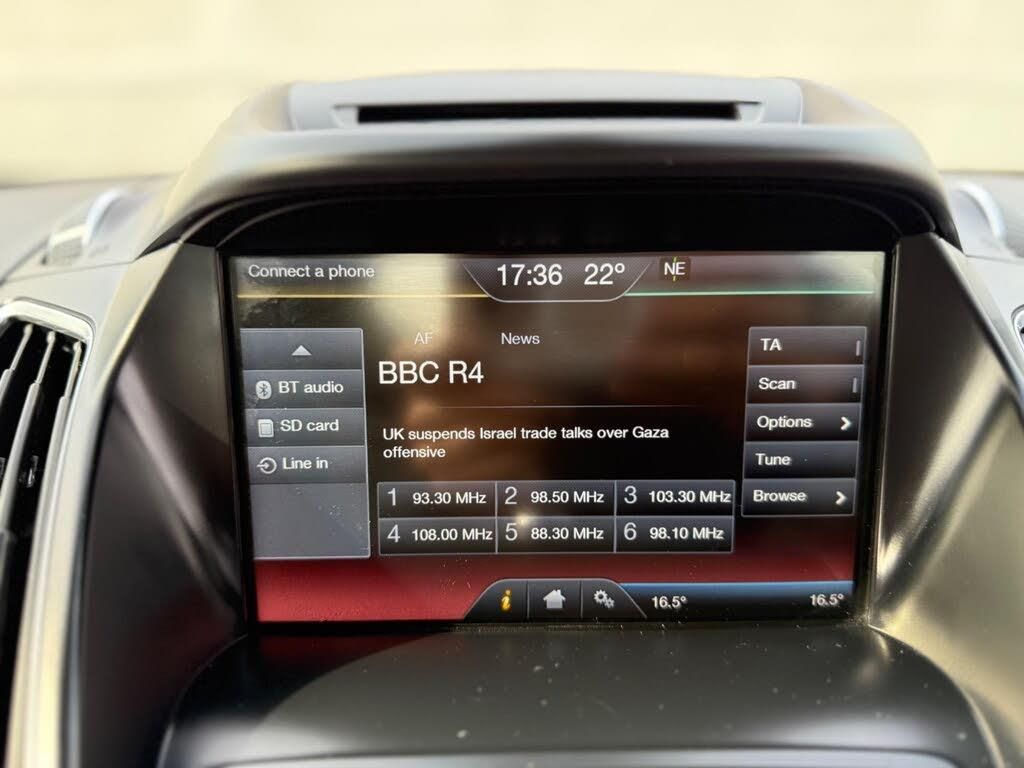 Connect a phone
17:36 22° NE
AF News
BBC R4
UK suspends Israel trade talks over Gaza
offensive
BT audio
SD card
Line in
TA
Scan
Options
Tune
Browse
1 93.30 MHz 2 98.50 MHz 3 103.30 MHz
4 108.00 MHz 5 88.30 MHz 6 98.10 MHz
i
16.5° 16.5°